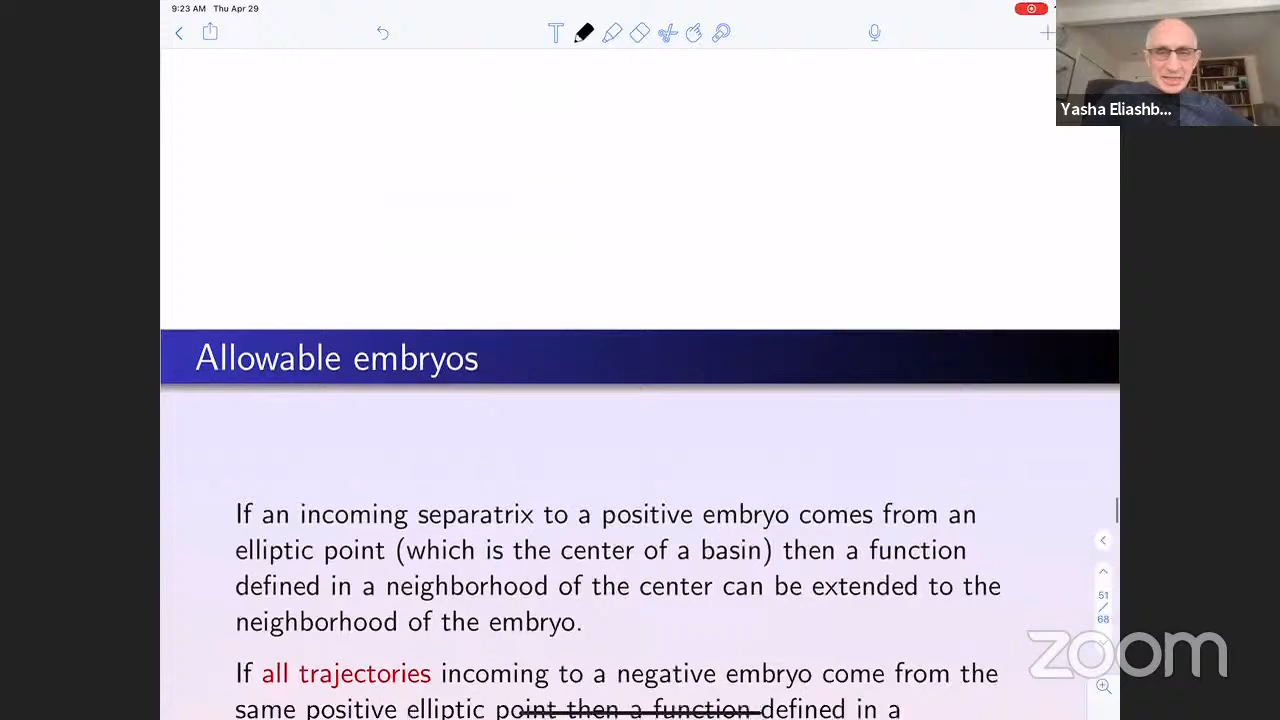 9:23 AM Thu Apr 29
Yasha Eliashb...
Allowable embryos
If an incoming separatrix to a positive embryo comes from an
elliptic point (which is the center of a basin) then a function
defined in a neighborhood of the center can be extended to the
neighborhood of the embryo.
If all trajectories incoming to a negative embryo come from the
same positive elliptic point then a function defined in a
51
/
68
zoom